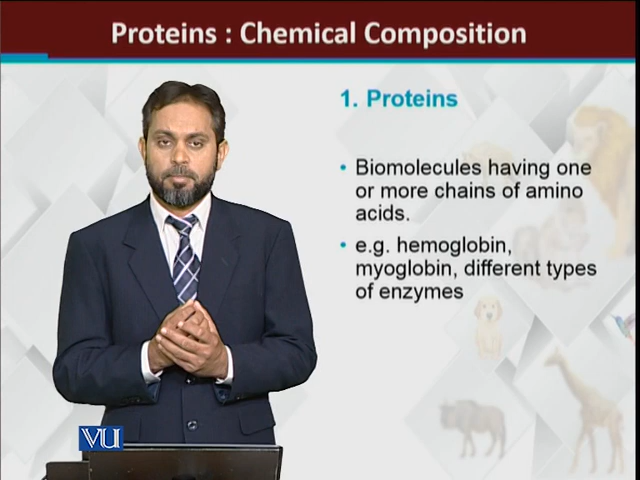 Proteins : Chemical Composition
1. Proteins
• Biomolecules having one
or more chains of amino
acids.
• e.g. hemoglobin,
myoglobin, different types
of enzymes
VU